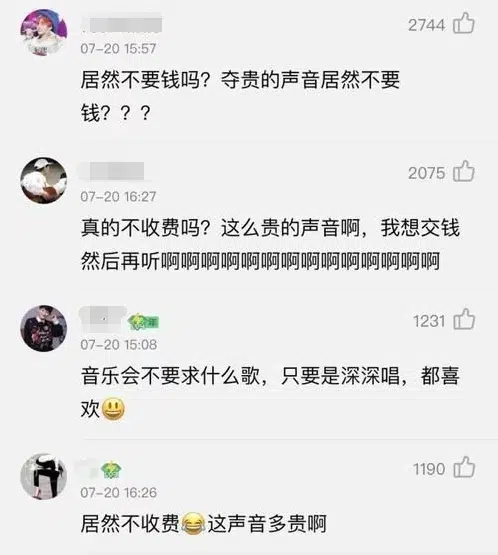 2744
07-20 15:57
居然不要钱吗？夺贵的声音居然不要
钱？？？
2075
07-20 16:27
真的不收费吗？这么贵的声音啊，我想交钱
然后再听啊啊啊啊啊啊啊啊啊啊啊啊啊啊
1231
年
07-20 15:08
音乐会不要求什么歌，只要是深深唱，都喜
欢😃
1190
07-20 16:26
居然不收费😂这声音多贵啊